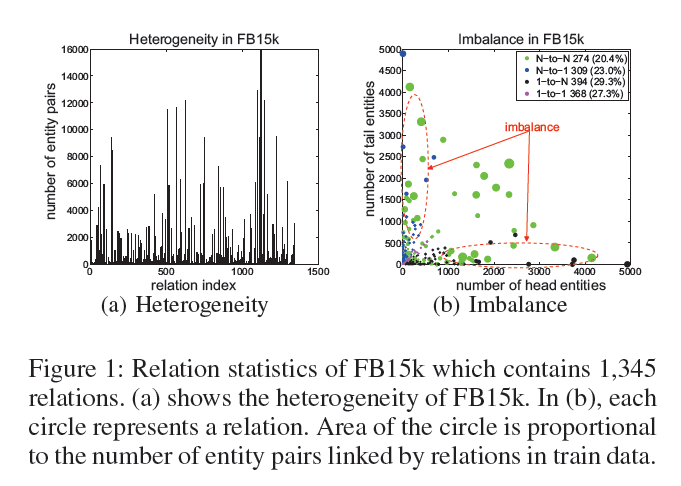 Heterogeneity in FB15k
16000
14000
12000
10000
8000
6000
4000
2000
0
0
500
1000
1500
number of entity pairs
relation index
(a) Heterogeneity
Imbalance in FB15k
5000
4500
4000
3500
3000
2500
2000
1500
1000
500
0
0
1000
2000
3000
4000
5000
number of tail entities
number of head entities
N−to−N 274 (20.4%)
N−to−1 309 (23.0%)
1−to−N 394 (29.3%)
1−to−1 368 (27.3%)
imbalance
(b) Imbalance
Figure 1: Relation statistics of FB15k which contains 1,345
relations. (a) shows the heterogeneity of FB15k. In (b), each
circle represents a relation. Area of the circle is proportional
to the number of entity pairs linked by relations in train data.